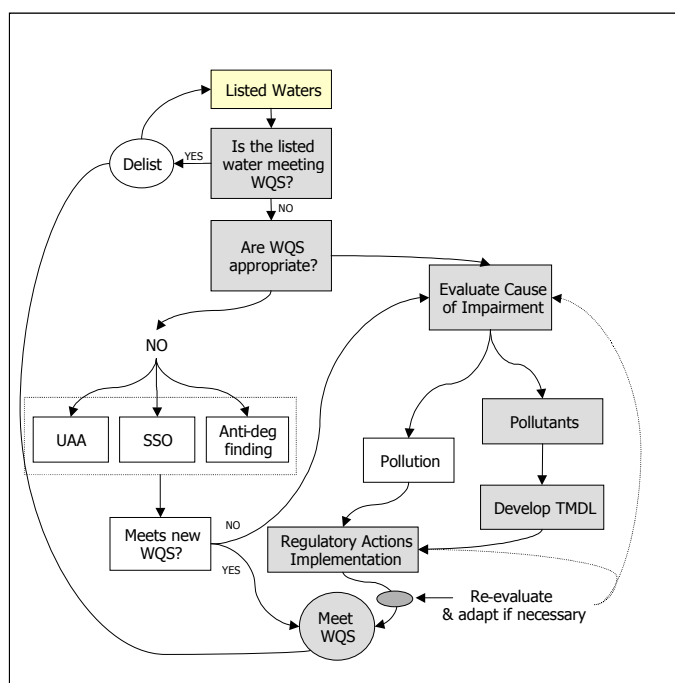 Listed Waters
Is the listed
water meeting
WQS?
YES
Delist
NO
Are WQS
appropriate?
Evaluate Cause
of Impairment
NO
UAA
SSO
Anti-deg
finding
Pollutants
Pollution
Develop TMDL
Meets new
WQS?
NO
YES
Regulatory Actions
Implementation
Re-evaluate
& adapt if necessary
Meet
WQS